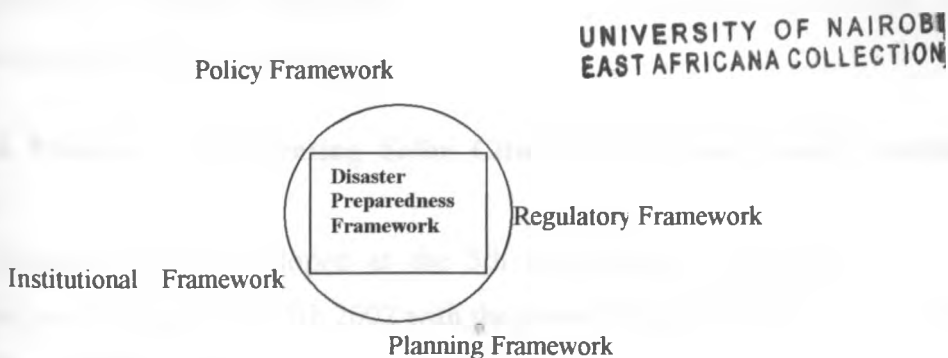 UNIVERSITY OF NAIROBI
EAST AFRICANA COLLECTION
Policy Framework
Disaster
Preparedness
Framework
Regulatory Framework
Institutional Framework
Planning Framework